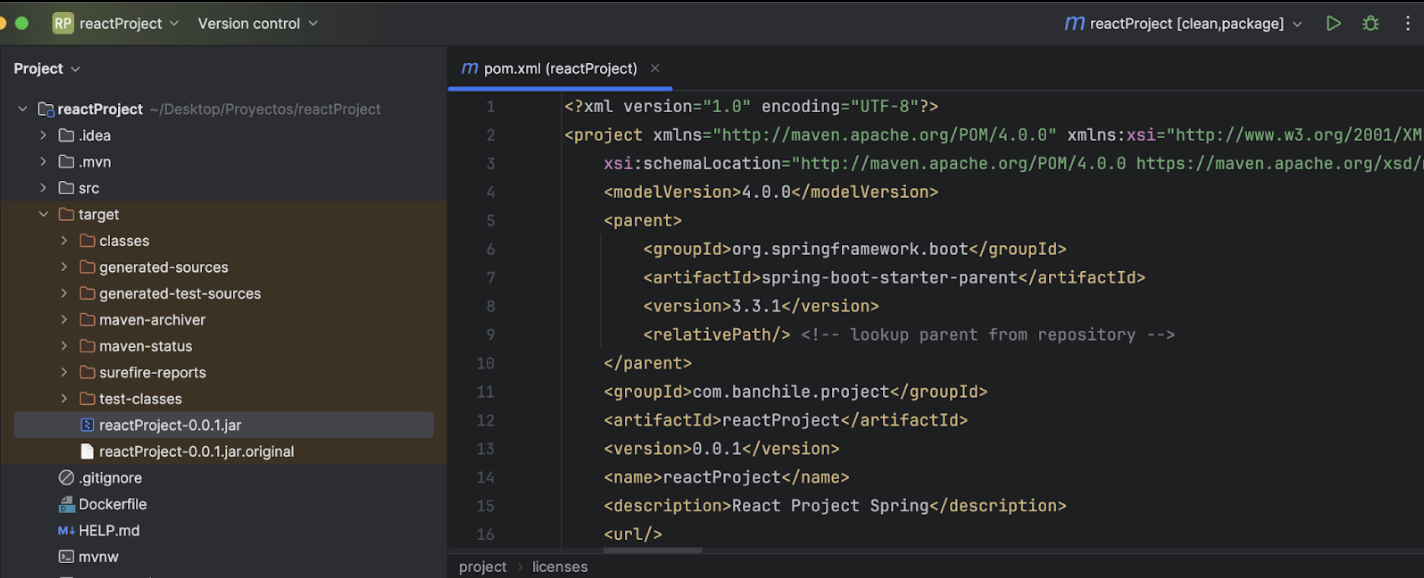 RP reactProject Version control
m reactProject [clean,package]
Project
reactProject ~/Desktop/Proyectos/reactProject
.idea
.mvn
src
target
classes
generated-sources
generated-test-sources
maven-archiver
maven-status
surefire-reports
test-classes
reactProject-0.0.1.jar
reactProject-0.0.1.jar.original
.gitignore
Dockerfile
M↓ HELP.md
mvnw
m pom.xml (reactProject) ×
1 <?xml version="1.0" encoding="UTF-8"?>
2 <project xmlns="http://maven.apache.org/POM/4.0.0" xmlns:xsi="http://www.w3.org/2001/XM
3 xsi:schemaLocation="http://maven.apache.org/POM/4.0.0 https://maven.apache.org/xsd/
4 <modelVersion>4.0.0</modelVersion>
5 <parent>
6 <groupId>org.springframework.boot</groupId>
7 <artifactId>spring-boot-starter-parent</artifactId>
8 <version>3.3.1</version>
9 <relativePath/> <!-- lookup parent from repository -->
10 </parent>
11 <groupId>com.banchile.project</groupId>
12 <artifactId>reactProject</artifactId>
13 <version>0.0.1</version>
14 <name>reactProject</name>
15 <description>React Project Spring</description>
16 <url/>
project › licenses